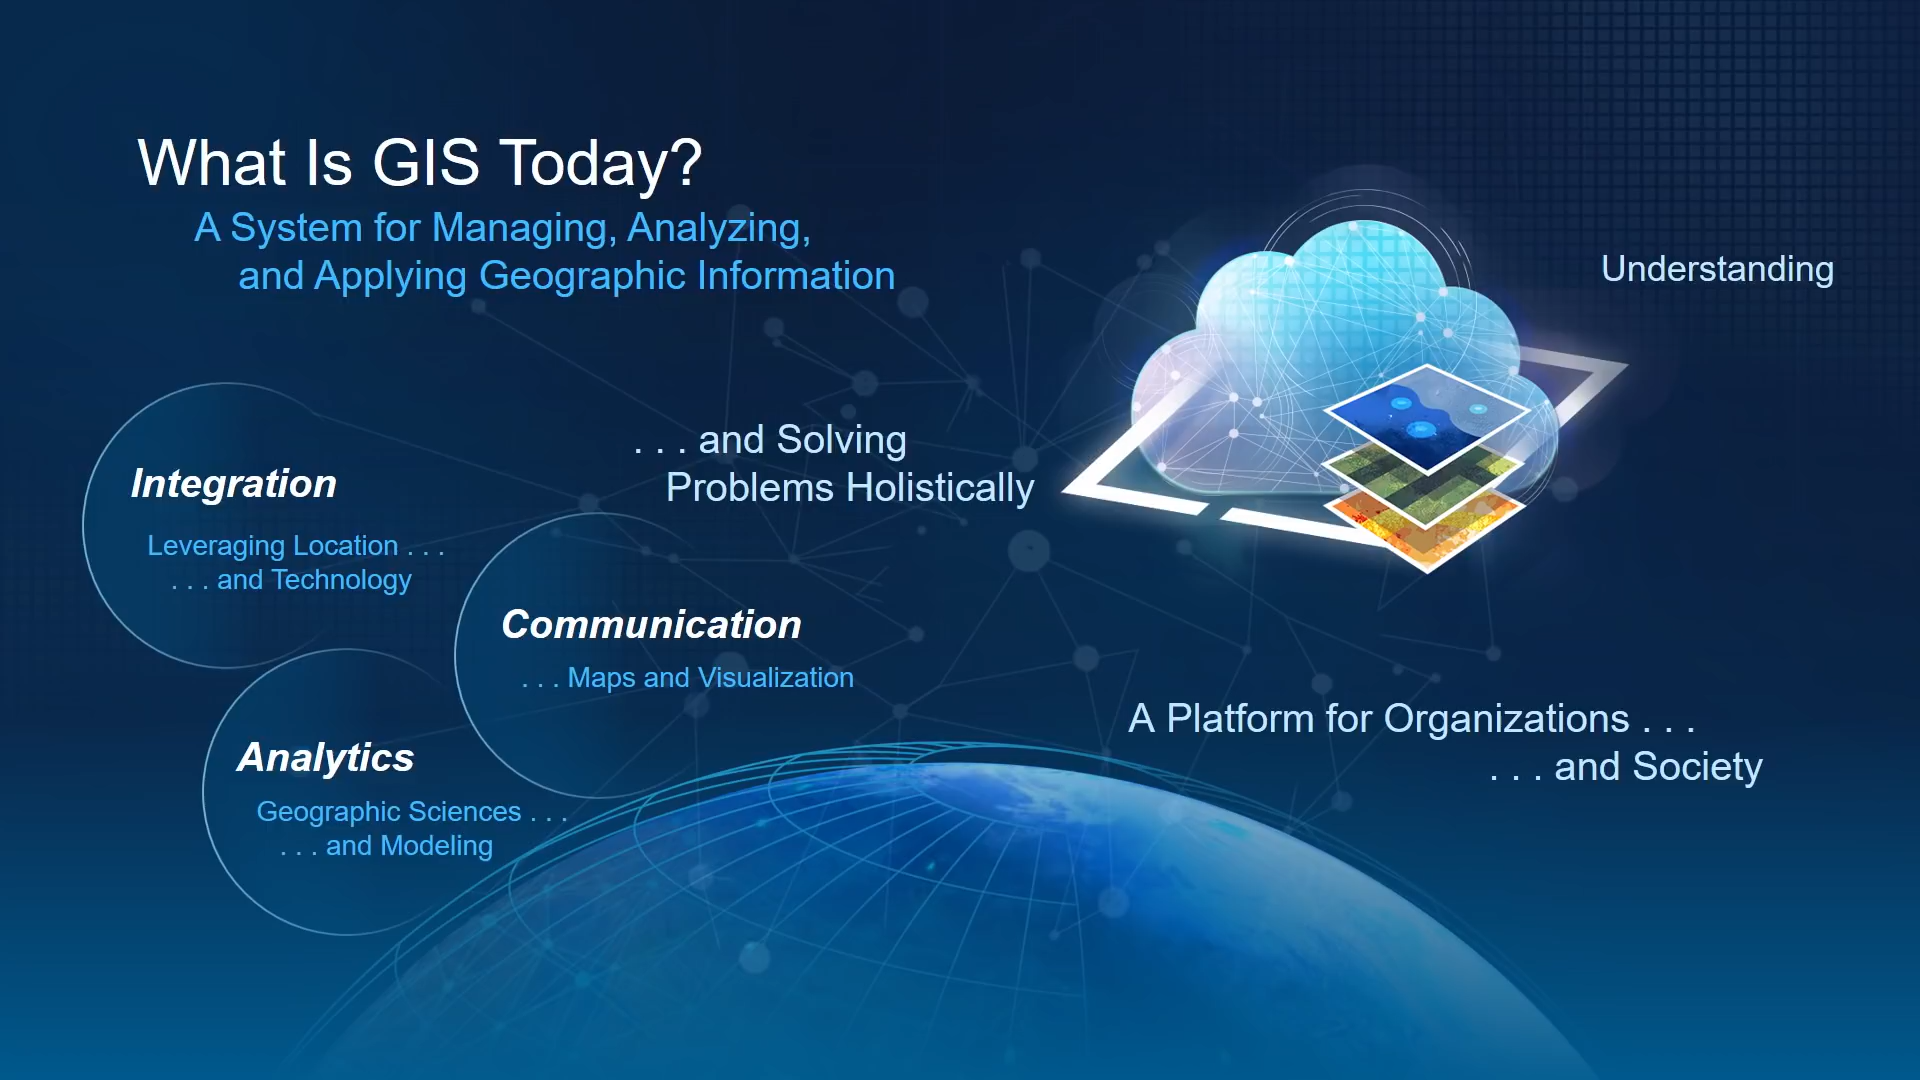 What Is GIS Today?
A System for Managing, Analyzing,
and Applying Geographic Information
Understanding
. . . and Solving
Problems Holistically
Integration
Leveraging Location . . .
. . . and Technology
Communication
. . . Maps and Visualization
Analytics
Geographic Sciences . . .
. . . and Modeling
A Platform for Organizations . . .
. . . and Society